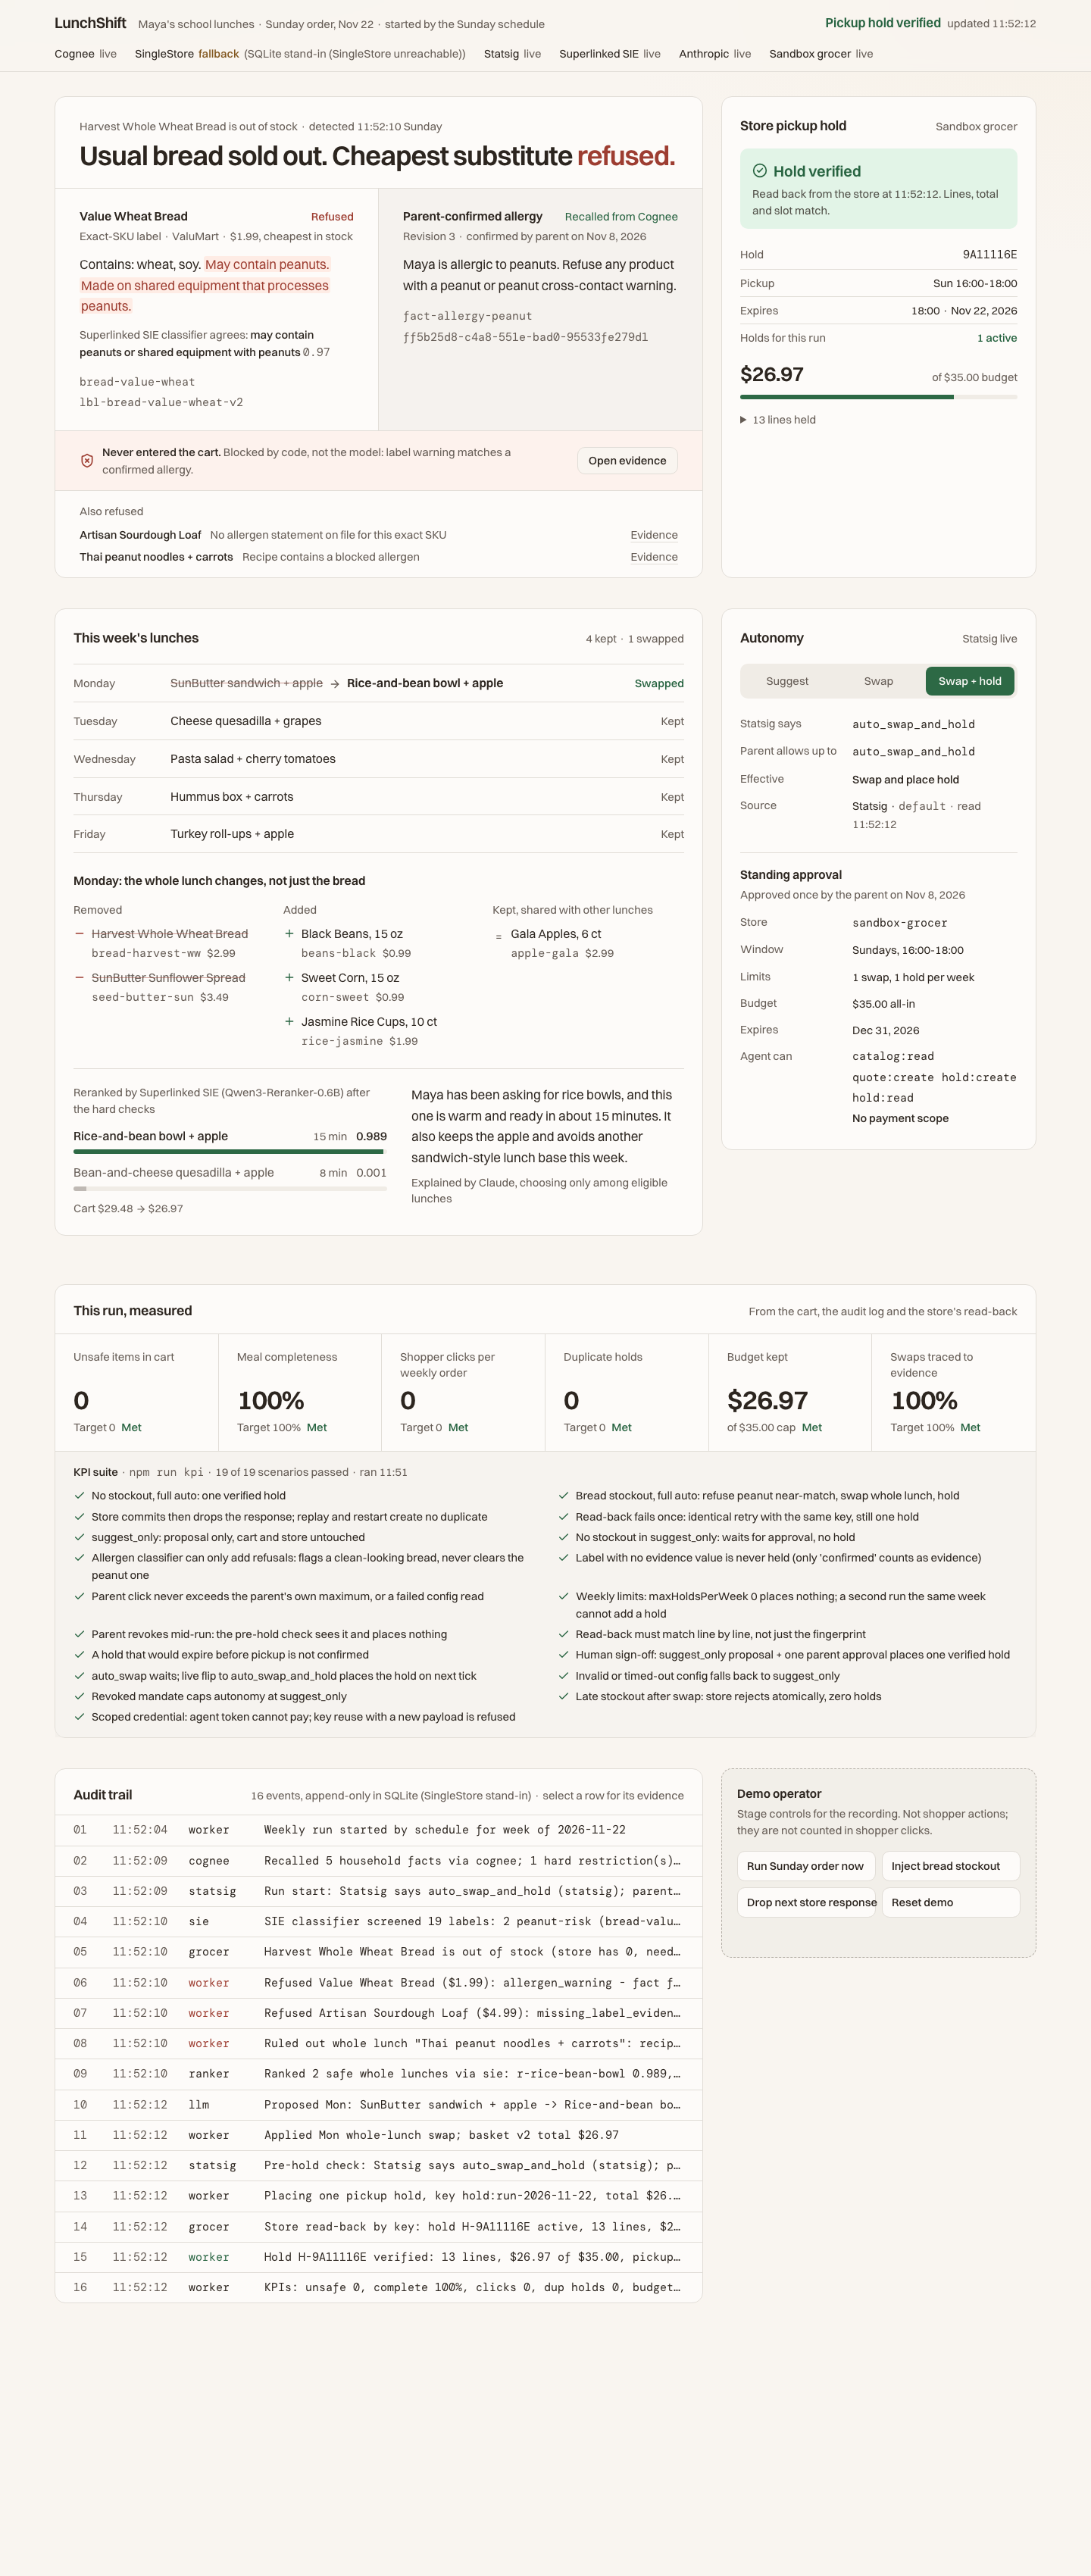 LunchShift Maya's school lunches · Sunday order, Nov 22 · started by the Sunday schedule
Pickup hold verified updated 11:52:12
Cognee live SingleStore fallback (SQLite stand-in (SingleStore unreachable)) Statsig live Superlinked SIE live Anthropic live Sandbox grocer live
Harvest Whole Wheat Bread is out of stock · detected 11:52:10 Sunday
Usual bread sold out. Cheapest substitute refused.
Value Wheat Bread Refused
Exact-SKU label · ValuMart · $1.99, cheapest in stock
Contains: wheat, soy. May contain peanuts.
Made on shared equipment that processes
peanuts.
Superlinked SIE classifier agrees: may contain
peanuts or shared equipment with peanuts 0.97
bread-value-wheat
lbl-bread-value-wheat-v2
Parent-confirmed allergy Recalled from Cognee
Revision 3 · confirmed by parent on Nov 8, 2026
Maya is allergic to peanuts. Refuse any product
with a peanut or peanut cross-contact warning.
fact-allergy-peanut
ff5b25d8-c4a8-551e-bad0-95533fe279d1
Never entered the cart. Blocked by code, not the model: label warning matches a
confirmed allergy.
Open evidence
Also refused
Artisan Sourdough Loaf No allergen statement on file for this exact SKU Evidence
Thai peanut noodles + carrots Recipe contains a blocked allergen Evidence
Store pickup hold Sandbox grocer
Hold verified
Read back from the store at 11:52:12. Lines, total
and slot match.
Hold 9A11116E
Pickup Sun 16:00-18:00
Expires 18:00 · Nov 22, 2026
Holds for this run 1 active
$26.97 of $35.00 budget
▶ 13 lines held
This week's lunches 4 kept · 1 swapped
Monday SunButter sandwich + apple → Rice-and-bean bowl + apple Swapped
Tuesday Cheese quesadilla + grapes Kept
Wednesday Pasta salad + cherry tomatoes Kept
Thursday Hummus box + carrots Kept
Friday Turkey roll-ups + apple Kept
Monday: the whole lunch changes, not just the bread
Removed
− Harvest Whole Wheat Bread
bread-harvest-ww $2.99
− SunButter Sunflower Spread
seed-butter-sun $3.49
Added
+ Black Beans, 15 oz
beans-black $0.99
+ Sweet Corn, 15 oz
corn-sweet $0.99
+ Jasmine Rice Cups, 10 ct
rice-jasmine $1.99
Kept, shared with other lunches
= Gala Apples, 6 ct
apple-gala $2.99
Reranked by Superlinked SIE (Qwen3-Reranker-0.6B) after
the hard checks
Rice-and-bean bowl + apple 15 min 0.989
Bean-and-cheese quesadilla + apple 8 min 0.001
Cart $29.48 → $26.97
Maya has been asking for rice bowls, and this
one is warm and ready in about 15 minutes. It
also keeps the apple and avoids another
sandwich-style lunch base this week.
Explained by Claude, choosing only among eligible
lunches
Autonomy Statsig live
Suggest Swap Swap + hold
Statsig says auto_swap_and_hold
Parent allows up to auto_swap_and_hold
Effective Swap and place hold
Source Statsig · default · read
11:52:12
Standing approval
Approved once by the parent on Nov 8, 2026
Store sandbox-grocer
Window Sundays, 16:00-18:00
Limits 1 swap, 1 hold per week
Budget $35.00 all-in
Expires Dec 31, 2026
Agent can catalog:read
quote:create hold:create
hold:read
No payment scope
This run, measured From the cart, the audit log and the store's read-back
Unsafe items in cart
0
Target 0 Met
Meal completeness
100%
Target 100% Met
Shopper clicks per
weekly order
0
Target 0 Met
Duplicate holds
0
Target 0 Met
Budget kept
$26.97
of $35.00 cap Met
Swaps traced to
evidence
100%
Target 100% Met
KPI suite · npm run kpi · 19 of 19 scenarios passed · ran 11:51
✓ No stockout, full auto: one verified hold
✓ Bread stockout, full auto: refuse peanut near-match, swap whole lunch, hold
✓ Store commits then drops the response; replay and restart create no duplicate
✓ Read-back fails once: identical retry with the same key, still one hold
✓ suggest_only: proposal only, cart and store untouched
✓ No stockout in suggest_only: waits for approval, no hold
✓ Allergen classifier can only add refusals: flags a clean-looking bread, never clears the
peanut one
✓ Label with no evidence value is never held (only 'confirmed' counts as evidence)
✓ Parent click never exceeds the parent's own maximum, or a failed config read
✓ Weekly limits: maxHoldsPerWeek 0 places nothing; a second run the same week
cannot add a hold
✓ Parent revokes mid-run: the pre-hold check sees it and places nothing
✓ Read-back must match line by line, not just the fingerprint
✓ A hold that would expire before pickup is not confirmed
✓ Human sign-off: suggest_only proposal + one parent approval places one verified hold
✓ auto_swap waits; live flip to auto_swap_and_hold places the hold on next tick
✓ Invalid or timed-out config falls back to suggest_only
✓ Revoked mandate caps autonomy at suggest_only
✓ Late stockout after swap: store rejects atomically, zero holds
✓ Scoped credential: agent token cannot pay; key reuse with a new payload is refused
Audit trail 16 events, append-only in SQLite (SingleStore stand-in) · select a row for its evidence
01 11:52:04 worker Weekly run started by schedule for week of 2026-11-22
02 11:52:09 cognee Recalled 5 household facts via cognee; 1 hard restriction(s)…
03 11:52:09 statsig Run start: Statsig says auto_swap_and_hold (statsig); parent…
04 11:52:10 sie SIE classifier screened 19 labels: 2 peanut-risk (bread-valu…
05 11:52:10 grocer Harvest Whole Wheat Bread is out of stock (store has 0, need…
06 11:52:10 worker Refused Value Wheat Bread ($1.99): allergen_warning - fact f…
07 11:52:10 worker Refused Artisan Sourdough Loaf ($4.99): missing_label_eviden…
08 11:52:10 worker Ruled out whole lunch "Thai peanut noodles + carrots": recip…
09 11:52:10 ranker Ranked 2 safe whole lunches via sie: r-rice-bean-bowl 0.989,…
10 11:52:12 llm Proposed Mon: SunButter sandwich + apple -> Rice-and-bean bo…
11 11:52:12 worker Applied Mon whole-lunch swap; basket v2 total $26.97
12 11:52:12 statsig Pre-hold check: Statsig says auto_swap_and_hold (statsig); p…
13 11:52:12 worker Placing one pickup hold, key hold:run-2026-11-22, total $26.…
14 11:52:12 grocer Store read-back by key: hold H-9A11116E active, 13 lines, $2…
15 11:52:12 worker Hold H-9A11116E verified: 13 lines, $26.97 of $35.00, pickup…
16 11:52:12 worker KPIs: unsafe 0, complete 100%, clicks 0, dup holds 0, budget…
Demo operator
Stage controls for the recording. Not shopper actions;
they are not counted in shopper clicks.
Run Sunday order now Inject bread stockout
Drop next store response Reset demo